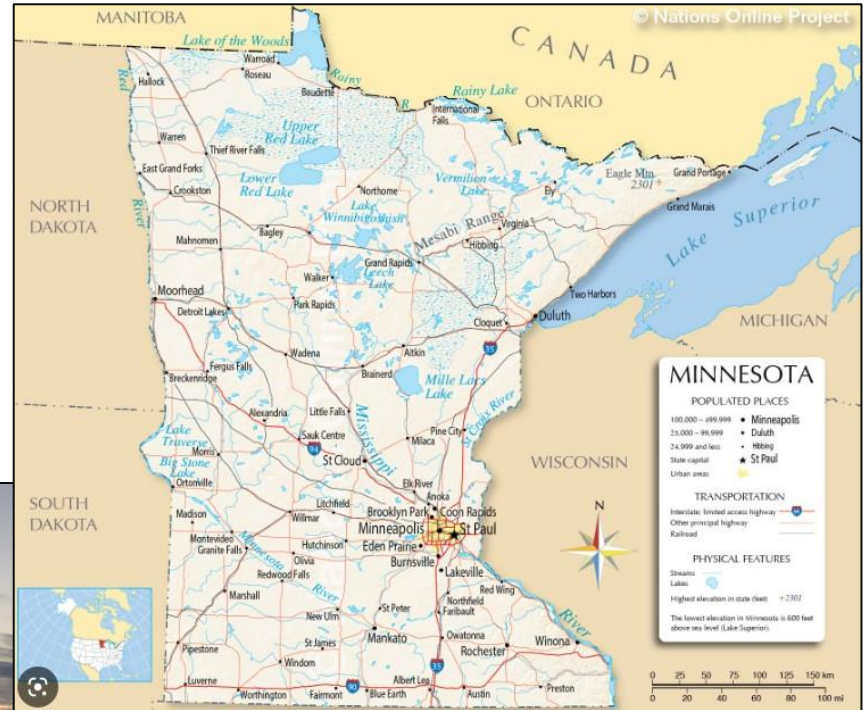 © Nations Online Project
MANITOBA
CANADA
ONTARIO
Lake of the Woods
Warroad
Roseau
Hallock
Baudette
Rainy
R.
Rainy Lake
International
Falls
Red
River
Warren
Upper
Red Lake
Thief River Falls
East Grand Forks
Crookston
Lower
Red Lake
Northome
Vermilion
Lake
Ely
Eagle Mtn.
2301 +
Grand Portage
Grand Marais
Lake Superior
NORTH
DAKOTA
Mahnomen
Bagley
Lake
Winnibigoshish
Mesabi Range
Virginia
Hibbing
Grand Rapids
Leech
Lake
Walker
Moorhead
Detroit Lakes
Park Rapids
Two Harbors
Duluth
Cloquet
MICHIGAN
35
Aitkin
Wadena
Brainerd
Fergus Falls
Breckenridge
Mille Lacs
Lake
St Croix River
Alexandria
Little Falls
Mississippi
Pine City
Lake
Traverse
Sauk Centre
Milaca
94
Morris
St Cloud
WISCONSIN
Big Stone
Lake
Ortonville
Elk River
Anoka
SOUTH
DAKOTA
Madison
Litchfield
Brooklyn Park
Coon Rapids
Willmar
Minneapolis
St Paul
Montevideo
Granite Falls
Hutchinson
Eden Prairie
Olivia
Burnsville
Minnesota
River
Redwood Falls
Lakeville
Marshall
Red Wing
Northfield
Faribault
New Ulm
St Peter
River
Mankato
Owatonna
Winona
Pipestone
St James
Rochester
Windom
35
Luverne
Worthington
90
Fairmont
Blue Earth
Albert Lea
Austin
Preston
MINNESOTA
POPULATED PLACES
100,000 – 499,999 Minneapolis
25,000 – 99,999 Duluth
24,999 and less Hibbing
State capital St Paul
Urban areas
TRANSPORTATION
Interstate; limited access highway
Other principal highway
Railroad
PHYSICAL FEATURES
Streams
Lakes
Highest elevation in state (feet) +2301
The lowest elevation in Minnesota is 600 feet
above sea level (Lake Superior).
N
0 25 50 75 100 125 150 km
0 20 40 60 80 100 mi